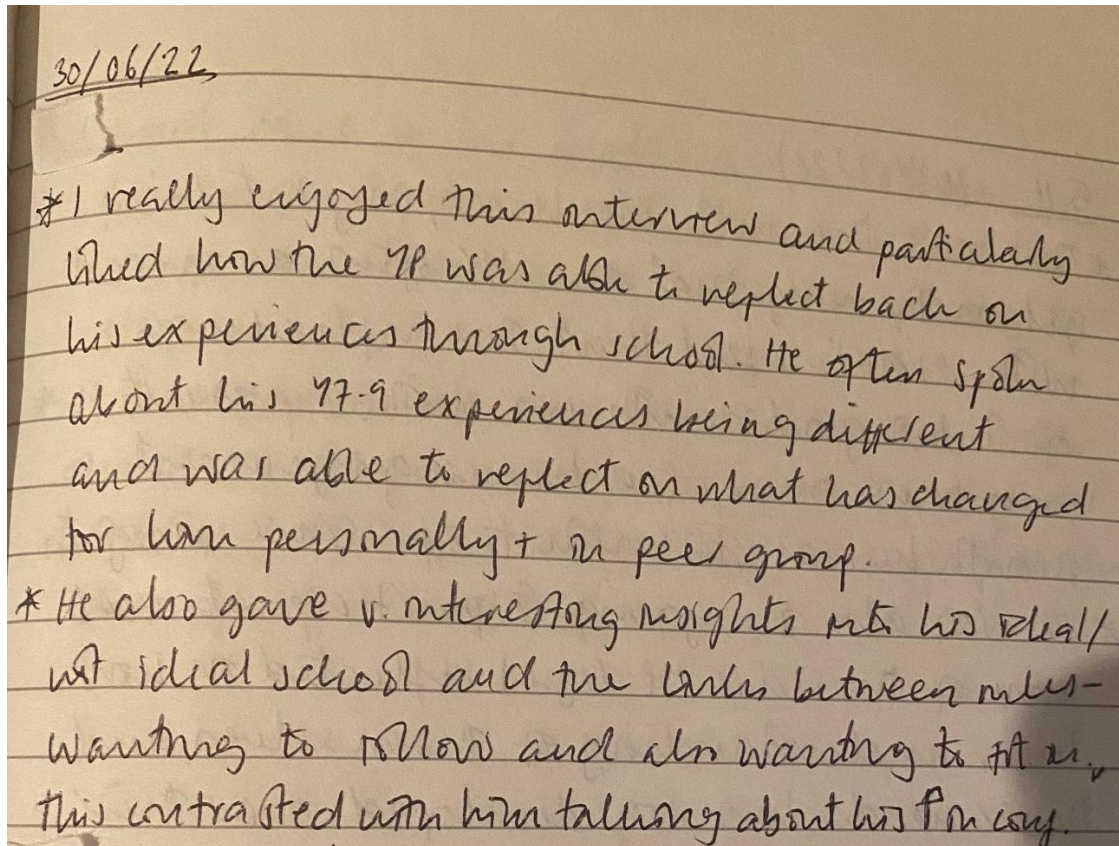 30/06/22
* I really enjoyed this interview and particularly
liked how the YP was able to reflect back on
his experiences through school. He often spoke
about his Y7-9 experiences being different
and was able to reflect on what has changed
for him personally + in peer group.
* He also gave v. interesting insights into his ideal/
not ideal school and the links between rules-
wanting to follow and also wanting to fit in,
this contrasted with him talking about his ↑ in conf.